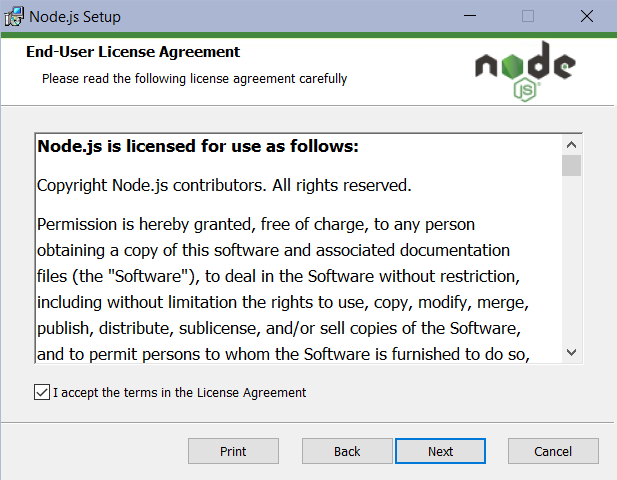 Node.js Setup
End-User License Agreement
Please read the following license agreement carefully
node
JS
Node.js is licensed for use as follows:
Copyright Node.js contributors. All rights reserved.
Permission is hereby granted, free of charge, to any person
obtaining a copy of this software and associated documentation
files (the "Software"), to deal in the Software without restriction,
including without limitation the rights to use, copy, modify, merge,
publish, distribute, sublicense, and/or sell copies of the Software,
and to permit persons to whom the Software is furnished to do so,
I accept the terms in the License Agreement
Print Back Next Cancel